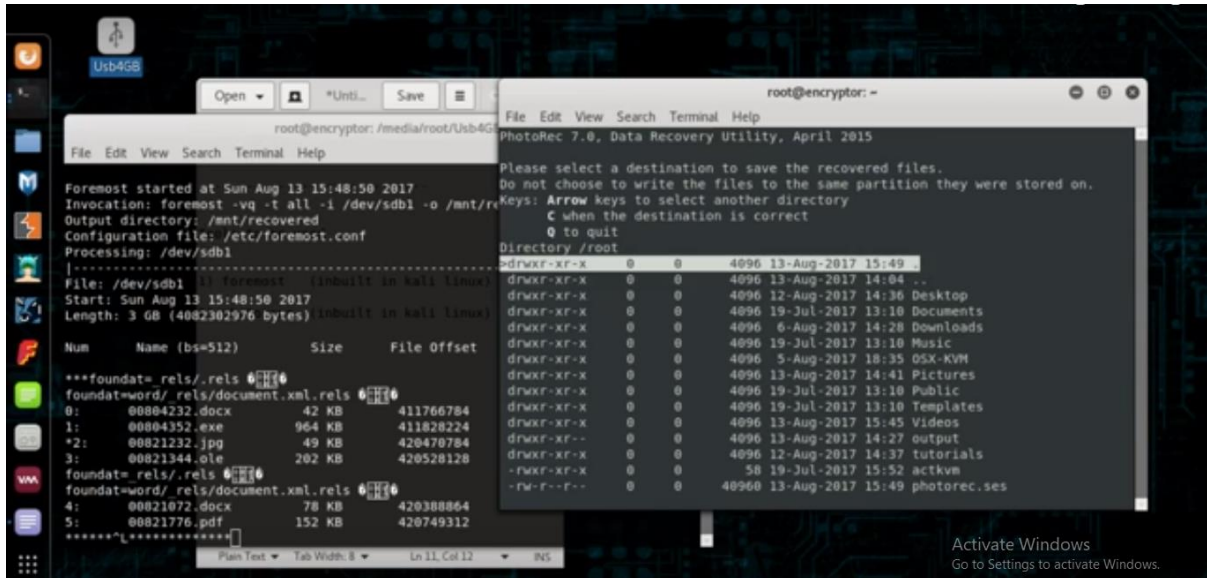 Usb4GB
Open
*Unti...
Save
root@encryptor: /media/root/Usb4GB
File Edit View Search Terminal Help
Foremost started at Sun Aug 13 15:48:50 2017
Invocation: foremost -vq -t all -i /dev/sdb1 -o /mnt/re
Output directory: /mnt/recovered
Configuration file: /etc/foremost.conf
Processing: /dev/sdb1
|------------------------------------------------------
File: /dev/sdb1
1) foremost (inbuilt in kali linux)
Start: Sun Aug 13 15:48:50 2017
Length: 3 GB (4082302976 bytes)
(inbuilt in kali linux)
Num Name (bs=512) Size File Offset
***foundat=_rels/.rels
foundat=word/_rels/document.xml.rels
0: 00804232.docx 42 KB 411766784
1: 00804352.exe 964 KB 411828224
*2: 00821232.jpg 49 KB 420470784
3: 00821344.ole 202 KB 420528128
foundat=_rels/.rels
foundat=word/_rels/document.xml.rels
4: 00821072.docx 78 KB 420388864
5: 00821776.pdf 152 KB 420749312
******^L*************
Plain Text Tab Width: 8 Ln 11, Col 12 INS
root@encryptor: ~
File Edit View Search Terminal Help
PhotoRec 7.0, Data Recovery Utility, April 2015
Please select a destination to save the recovered files.
Do not choose to write the files to the same partition they were stored on.
Keys: Arrow keys to select another directory
C when the destination is correct
Q to quit
Directory /root
>drwxr-xr-x 0 0 4096 13-Aug-2017 15:49 .
drwxr-xr-x 0 0 4096 13-Aug-2017 14:04 ..
drwxr-xr-x 0 0 4096 12-Aug-2017 14:36 Desktop
drwxr-xr-x 0 0 4096 19-Jul-2017 13:10 Documents
drwxr-xr-x 0 0 4096 6-Aug-2017 14:28 Downloads
drwxr-xr-x 0 0 4096 19-Jul-2017 13:10 Music
drwxr-xr-x 0 0 4096 5-Aug-2017 18:35 OSX-KVM
drwxr-xr-x 0 0 4096 13-Aug-2017 14:41 Pictures
drwxr-xr-x 0 0 4096 19-Jul-2017 13:10 Public
drwxr-xr-x 0 0 4096 19-Jul-2017 13:10 Templates
drwxr-xr-x 0 0 4096 13-Aug-2017 15:45 Videos
drwxr-xr-- 0 0 4096 13-Aug-2017 14:27 output
drwxr-xr-x 0 0 4096 12-Aug-2017 14:37 tutorials
-rwxr-xr-x 0 0 58 19-Jul-2017 15:52 actkvm
-rw-r--r-- 0 0 40960 13-Aug-2017 15:49 photorec.ses
Activate Windows
Go to Settings to activate Windows.